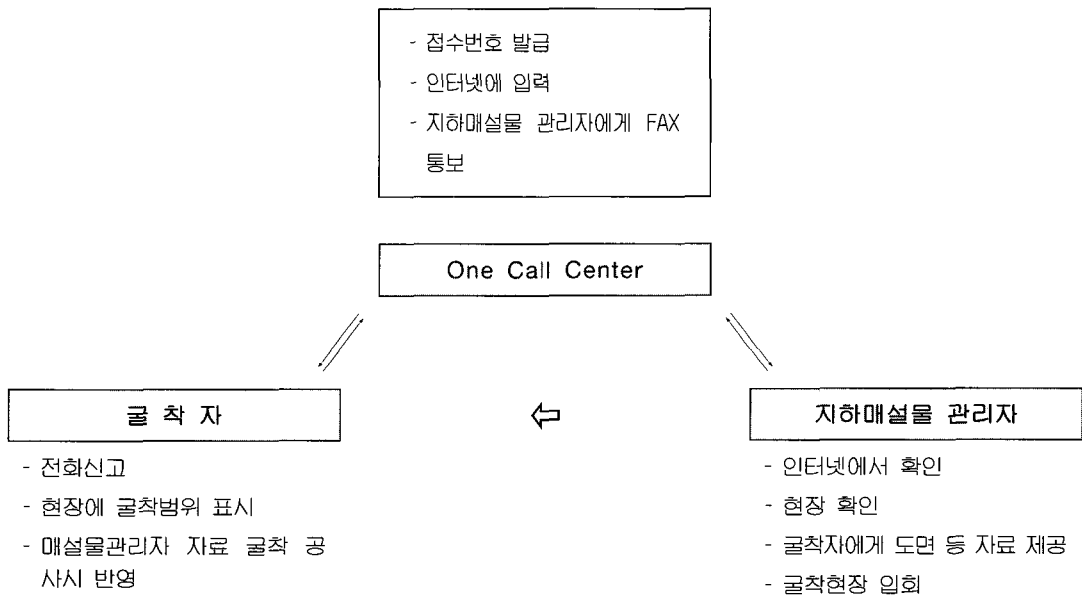 - 접수번호 발급
- 인터넷에 입력
- 지하매설물 관리자에게 FAX
통보
One Call Center
굴 착 자
- 전화신고
- 현장에 굴착범위 표시
- 매설물관리자 자료 굴착 공
사시 반영
지하매설물 관리자
- 인터넷에서 확인
- 현장 확인
- 굴착자에게 도면 등 자료 제공
- 굴착현장 입회